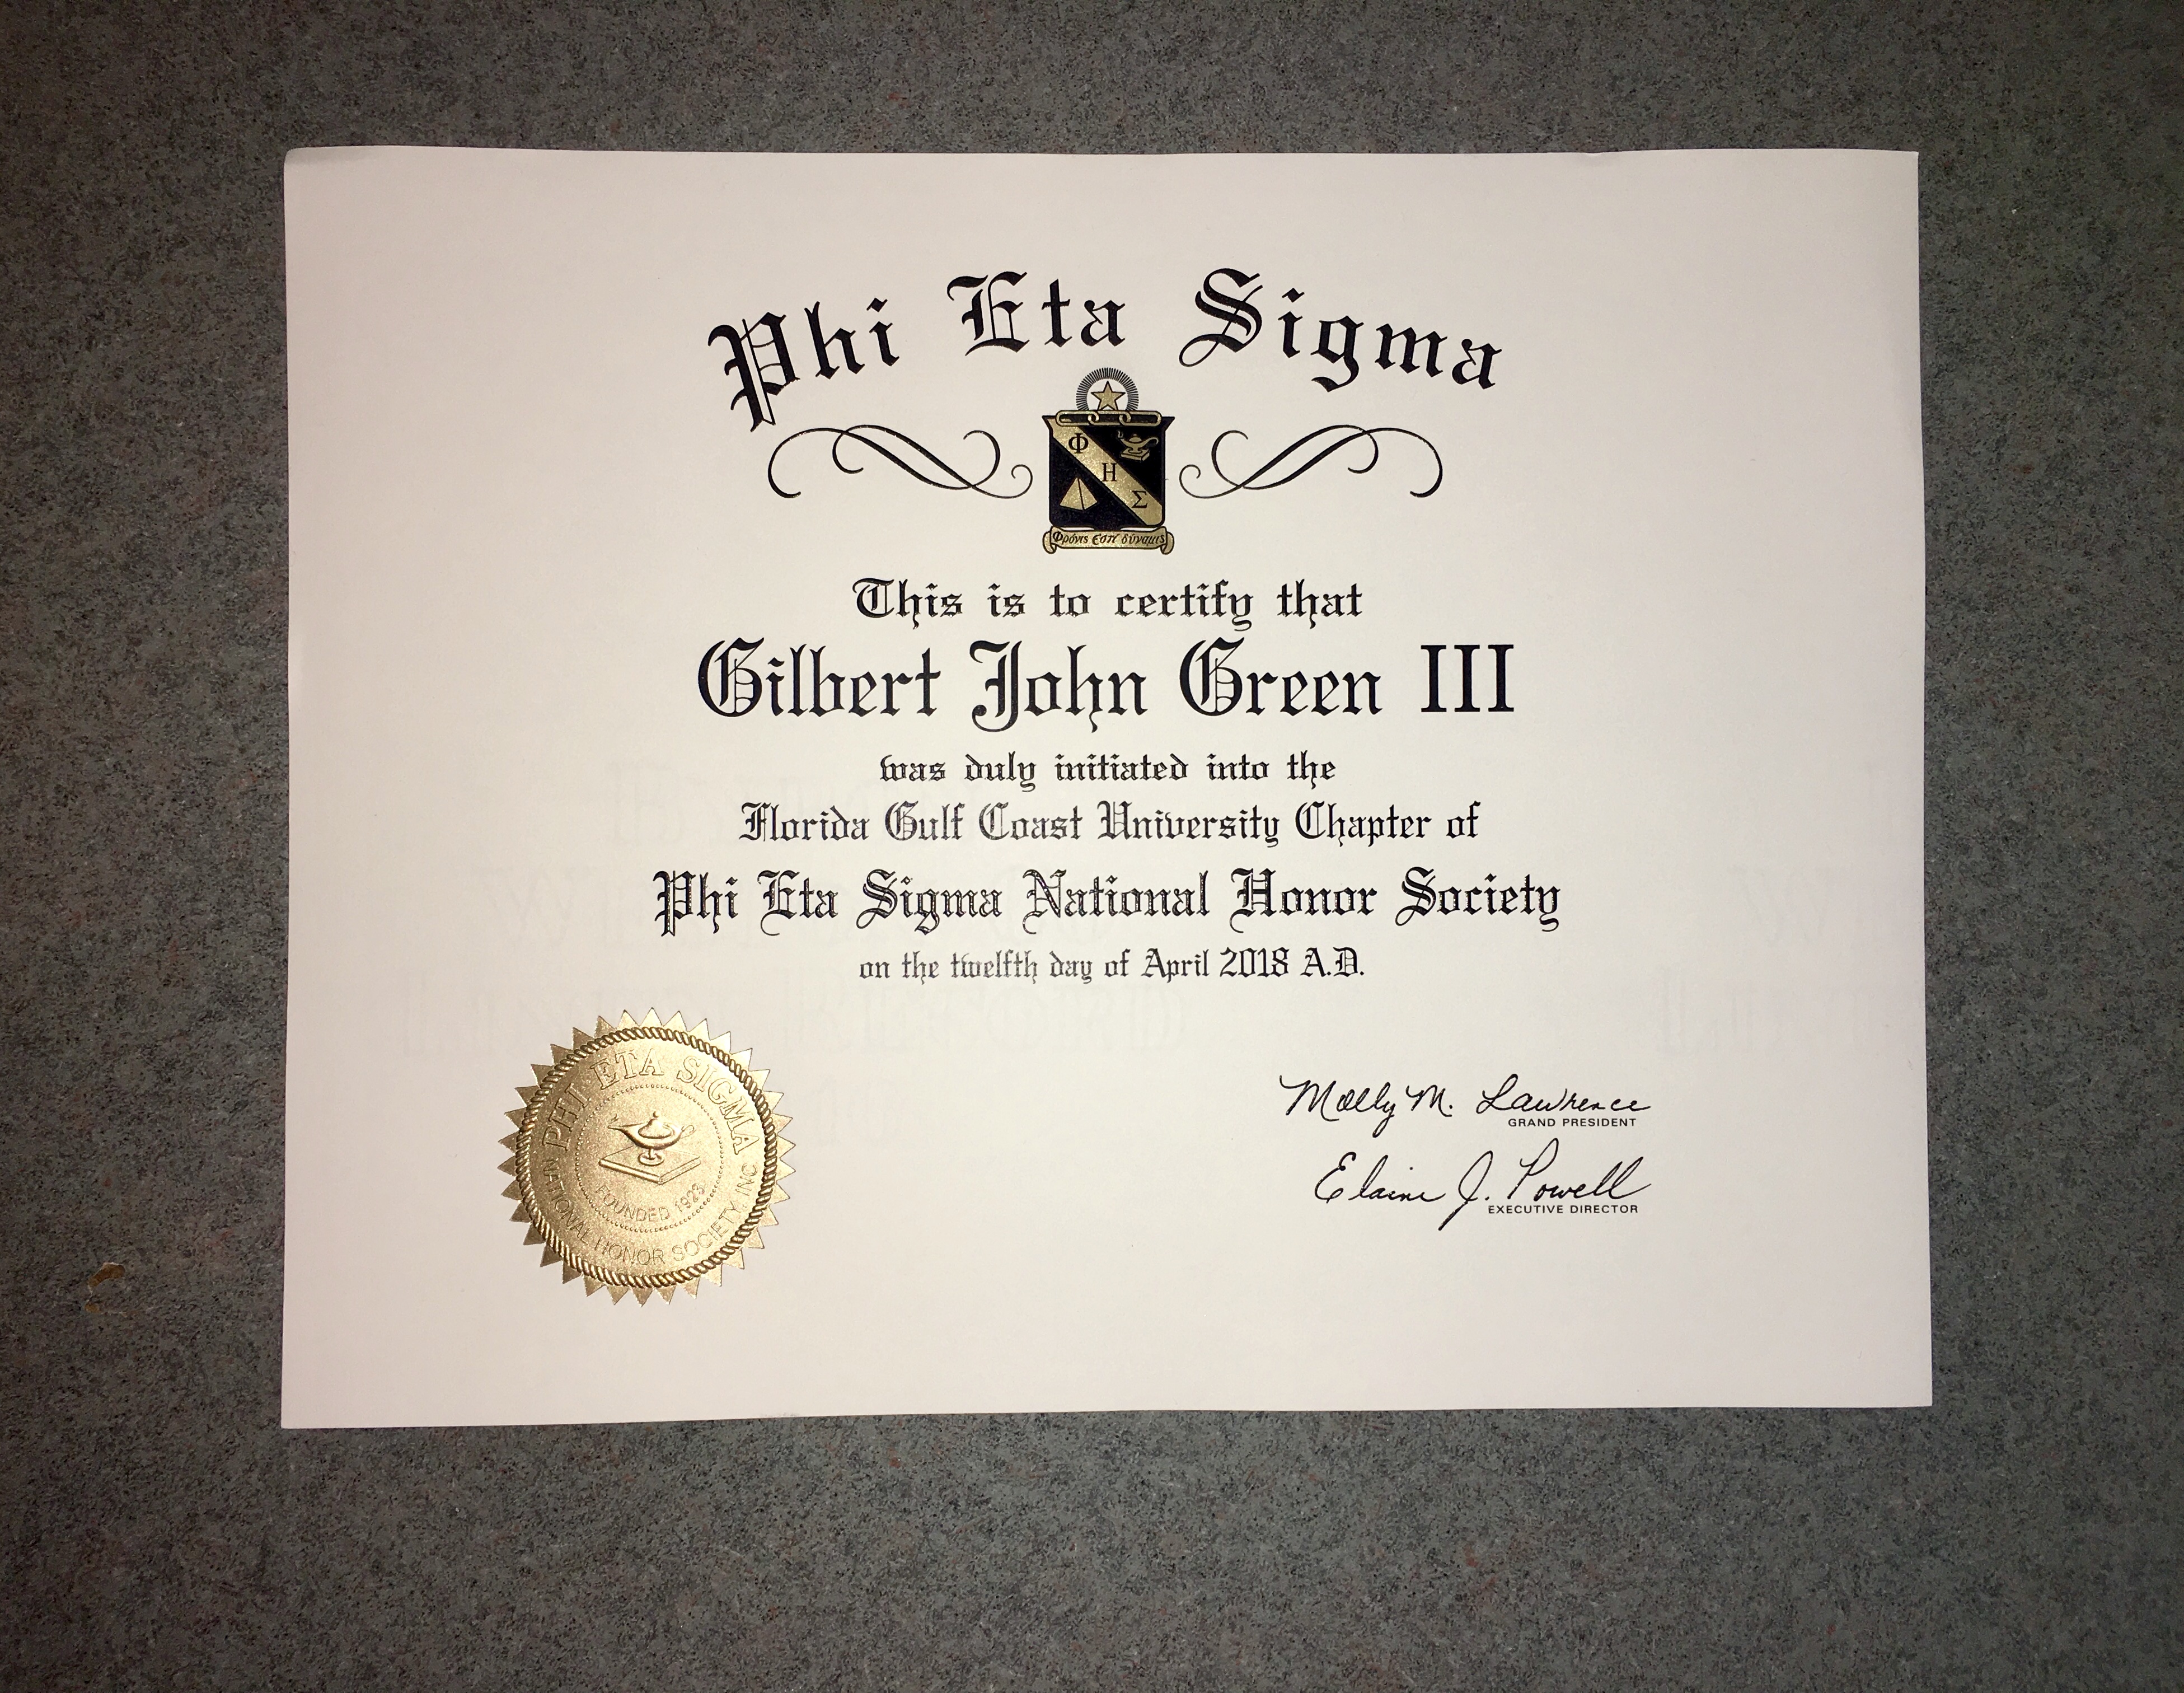 Phi Eta Sigma
Φ
Η
Σ
Φρόνις Εστί δύναμις
This is to certify that
Gilbert John Green III
was duly initiated into the
Florida Gulf Coast University Chapter of
Phi Eta Sigma National Honor Society
on the twelfth day of April 2018 A.D.
PHI ETA SIGMA
FOUNDED 1923
NATIONAL HONOR SOCIETY, INC
Molly M. Lawrence
GRAND PRESIDENT
Elaine J. Powell
EXECUTIVE DIRECTOR